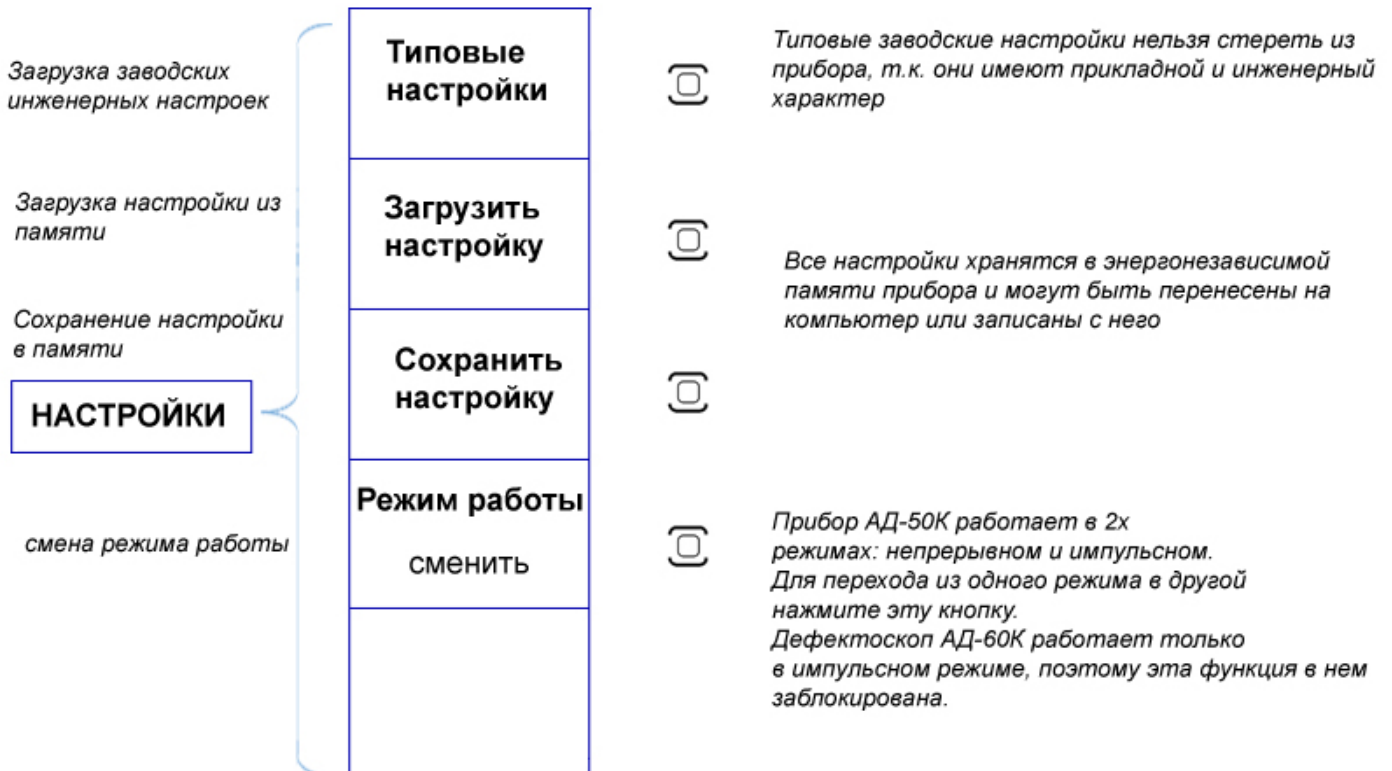 Загрузка заводских
инженерных настроек
Типовые
настройки
Типовые заводские настройки нельзя стереть из
прибора, т.к. они имеют прикладной и инженерный
характер
Загрузка настройки из
памяти
Загрузить
настройку
Все настройки хранятся в энергонезависимой
памяти прибора и могут быть перенесены на
компьютер или записаны с него
Сохранение настройки
в памяти
Сохранить
настройку
НАСТРОЙКИ
смена режима работы
Режим работы
сменить
Прибор АД-50К работает в 2х
режимах: непрерывном и импульсном.
Для перехода из одного режима в другой
нажмите эту кнопку.
Дефектоскоп АД-60К работает только
в импульсном режиме, поэтому эта функция в нем
заблокирована.